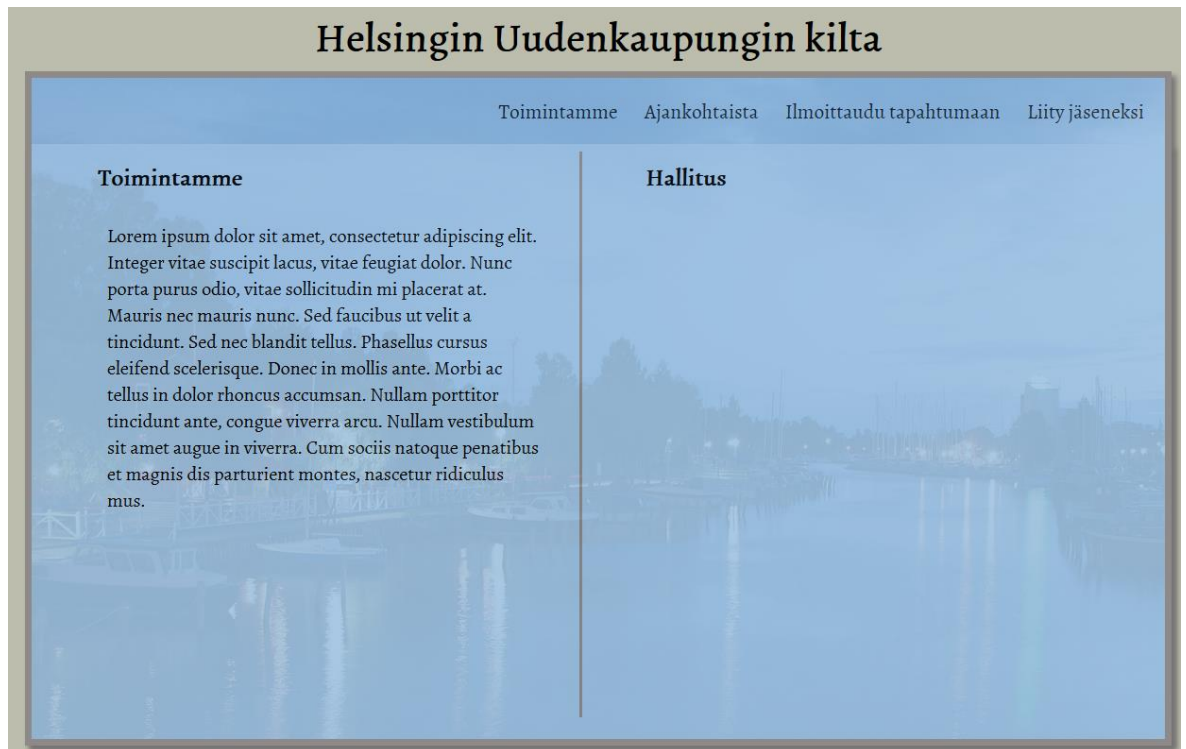 Helsingin Uudenkaupungin kilta
Toimintamme Ajankohtaista Ilmoittaudu tapahtumaan Liity jäseneksi
Toimintamme
Lorem ipsum dolor sit amet, consectetur adipiscing elit.
Integer vitae suscipit lacus, vitae feugiat dolor. Nunc
porta purus odio, vitae sollicitudin mi placerat at.
Mauris nec mauris nunc. Sed faucibus ut velit a
tincidunt. Sed nec blandit tellus. Phasellus cursus
eleifend scelerisque. Donec in mollis ante. Morbi ac
tellus in dolor rhoncus accumsan. Nullam porttitor
tincidunt ante, congue viverra arcu. Nullam vestibulum
sit amet augue in viverra. Cum sociis natoque penatibus
et magnis dis parturient montes, nascetur ridiculus
mus.
Hallitus